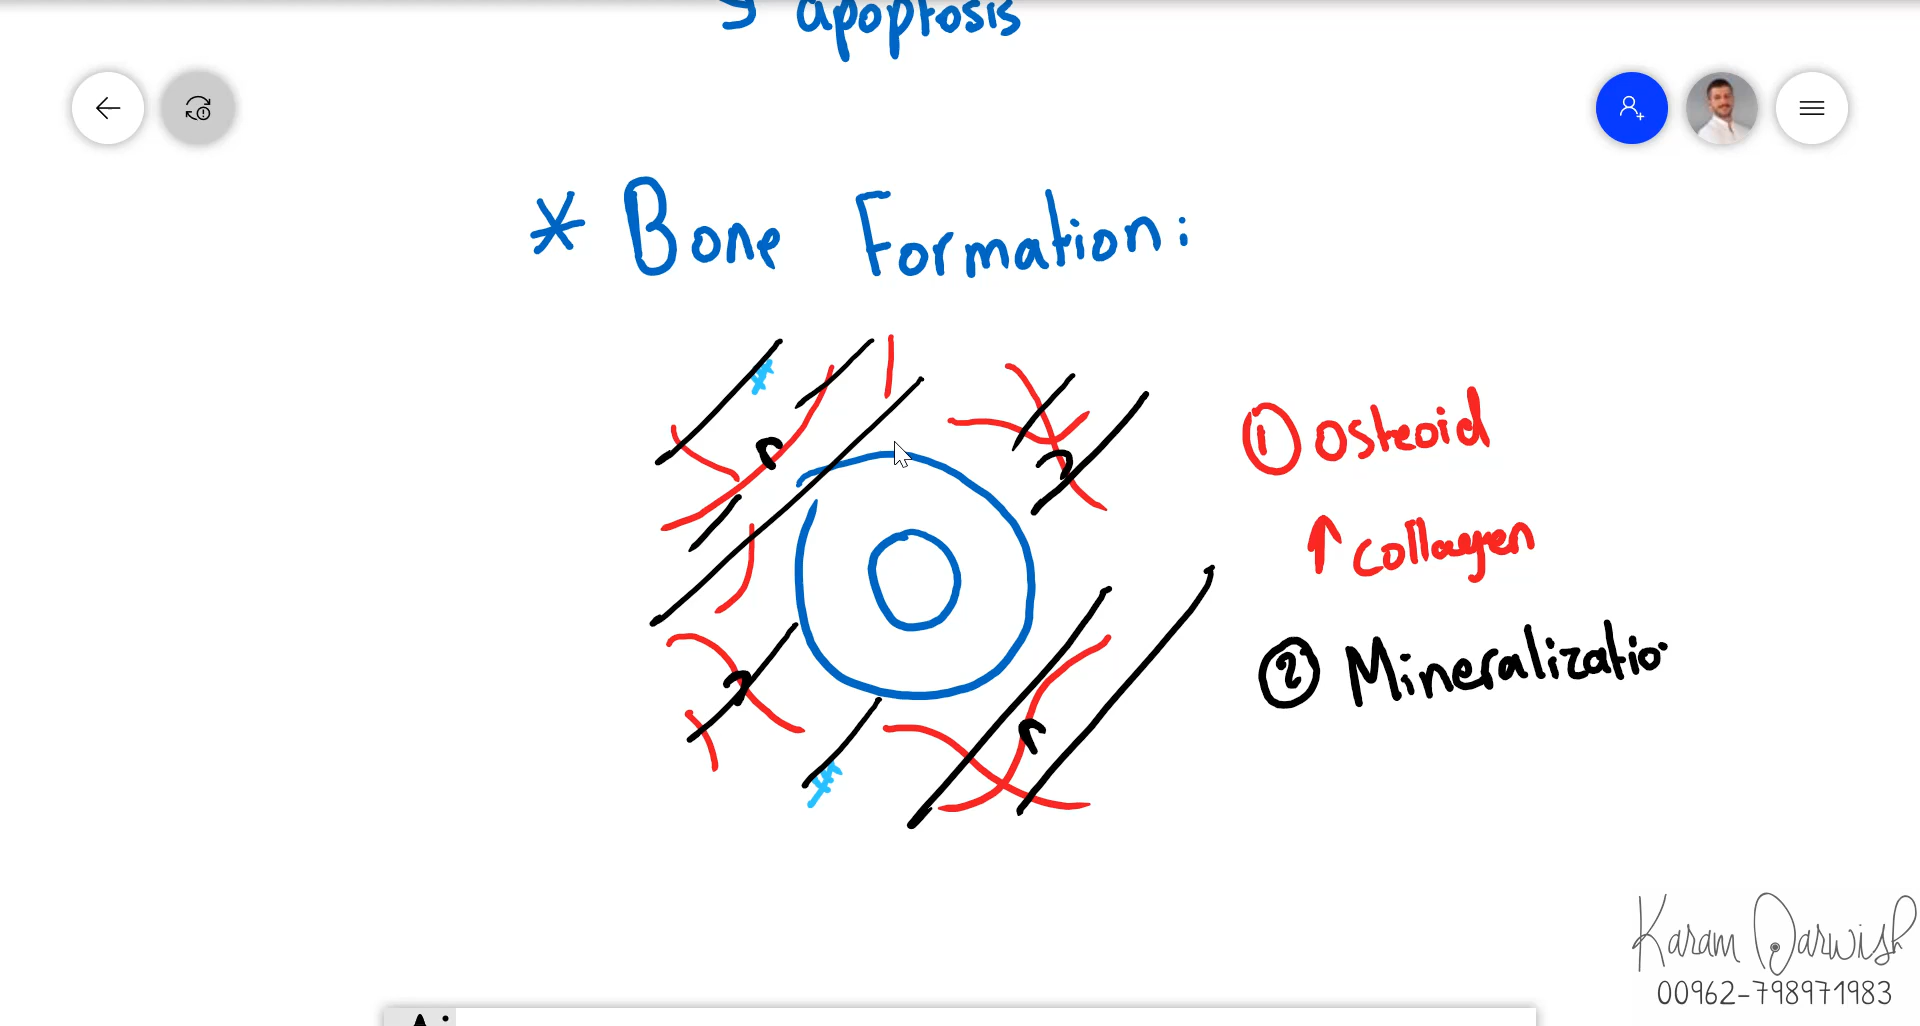 apoptosis
* Bone Formation:
① Osteoid
↑ collagen
② Mineralizatio
Karam Darwish
00962-798971983